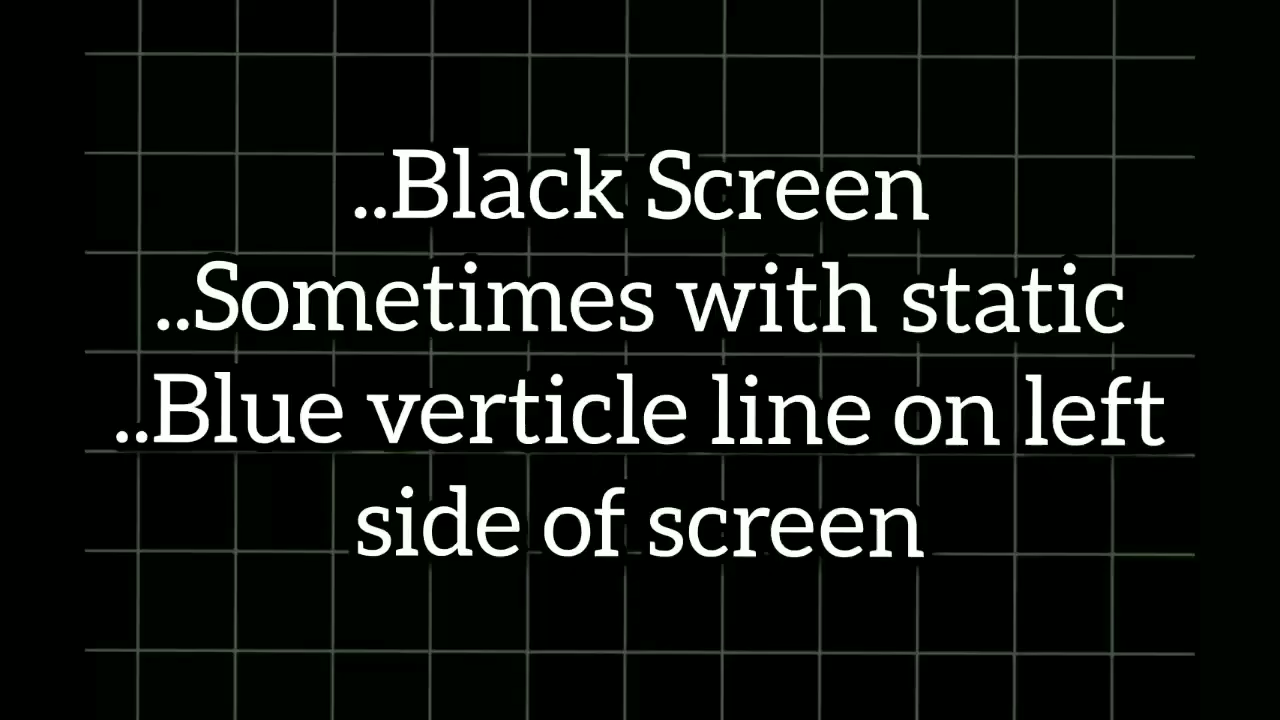 ..Black Screen
..Sometimes with static
..Blue verticle line on left
side of screen